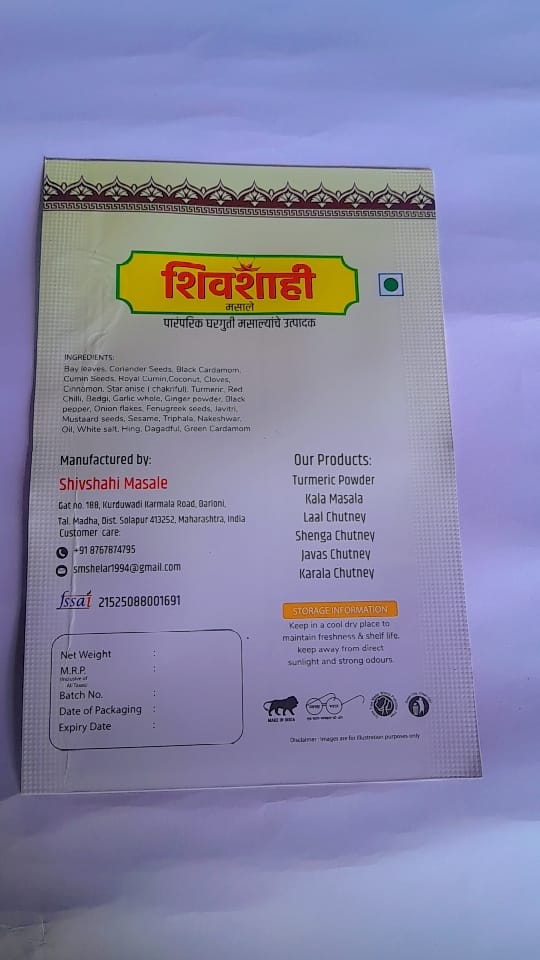 शिवशाही
मसाले
पारंपरिक घरगुती मसाल्यांचे उत्पादक
INGREDIENTS:
Bay leaves, Coriander Seeds, Black Cardamom,
Cumin Seeds, Royal Cumin,Coconut, Cloves,
Cinnomon, Star anise ( chakriful), Turmeric, Red
Chilli, Bedgi, Garlic whole, Ginger powder, Black
pepper, Onion flakes, Fenugreek seeds, Javitri,
Mustaard seeds, Sesame, Triphala, Nakeshwar,
Oil, White salt, Hing, Dagadful, Green Cardamom
Manufactured by:
Shivshahi Masale
Gat no. 188, Kurduwadi Karmala Road, Barloni,
Tal. Madha, Dist. Solapur 413252, Maharashtra, India
Customer care:
+91 8767874795
smshelar1994@gmail.com
fssai 21525088001691
Net Weight :
M.R.P. :
(Inclusive of
All Taxes)
Batch No. :
Date of Packaging :
Expiry Date :
Our Products:
Turmeric Powder
Kala Masala
Laal Chutney
Shenga Chutney
Javas Chutney
Karala Chutney
STORAGE INFORMATION
Keep in a cool dry place to
maintain freshness & shelf life.
keep away from direct
sunlight and strong odours.
MAKE IN INDIA
Disclaimer : Images are for illustration purposes only